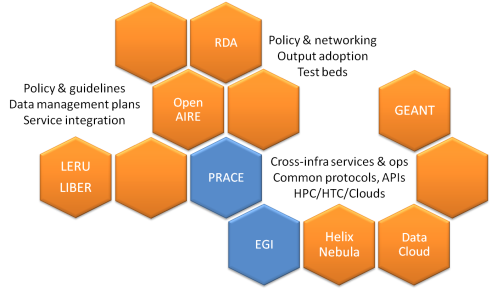 RDA
Policy & networking
Output adoption
Test beds
Policy & guidelines
Data management plans
Service integration
Open
AIRE
GEANT
LERU
LIBER
PRACE
Cross-infra services & ops
Common protocols, APIs
HPC/HTC/Clouds
EGI
Helix
Nebula
Data
Cloud